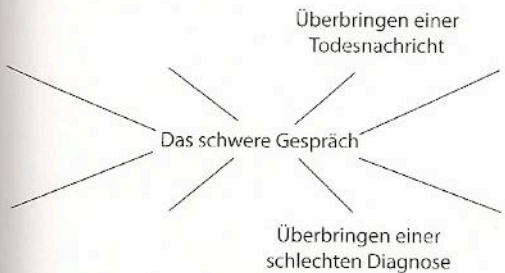 Überbringen einer
Todesnachricht
Das schwere Gespräch
Überbringen einer
schlechten Diagnose